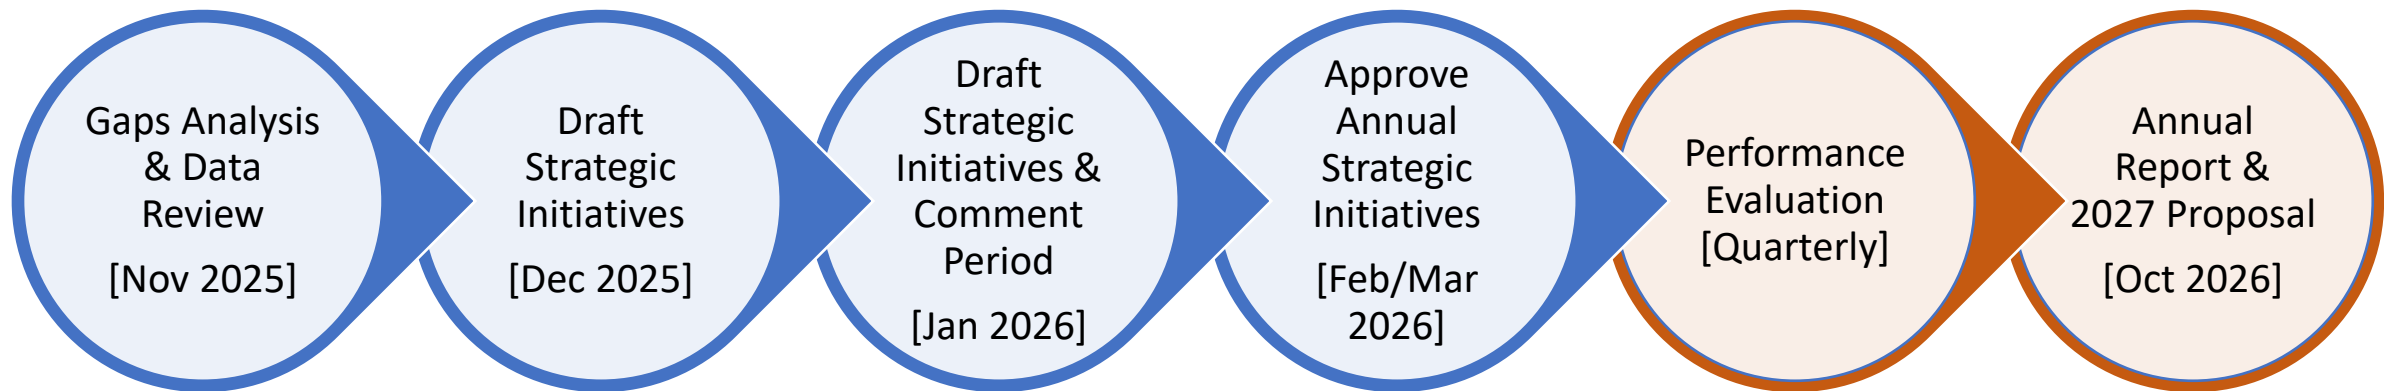 Gaps Analysis
& Data
Review
[Nov 2025]
Draft
Strategic
Initiatives
[Dec 2025]
Draft
Strategic
Initiatives &
Comment
Period
[Jan 2026]
Approve
Annual
Strategic
Initiatives
[Feb/Mar
2026]
Performance
Evaluation
[Quarterly]
Annual
Report &
2027 Proposal
[Oct 2026]